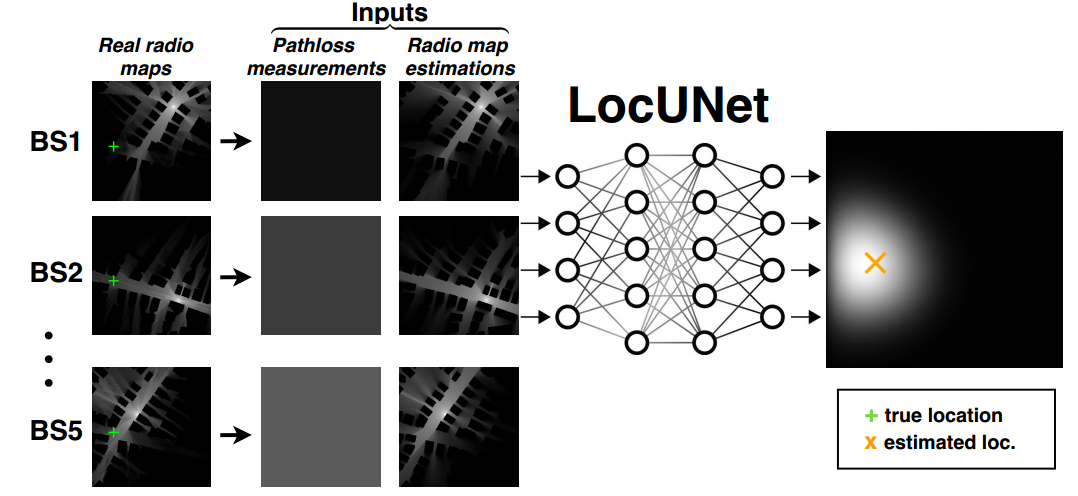 Inputs
Real radio
maps
Pathloss
measurements
Radio map
estimations
LocUNet
BS1
BS2
BS5
+ true location
x estimated loc.